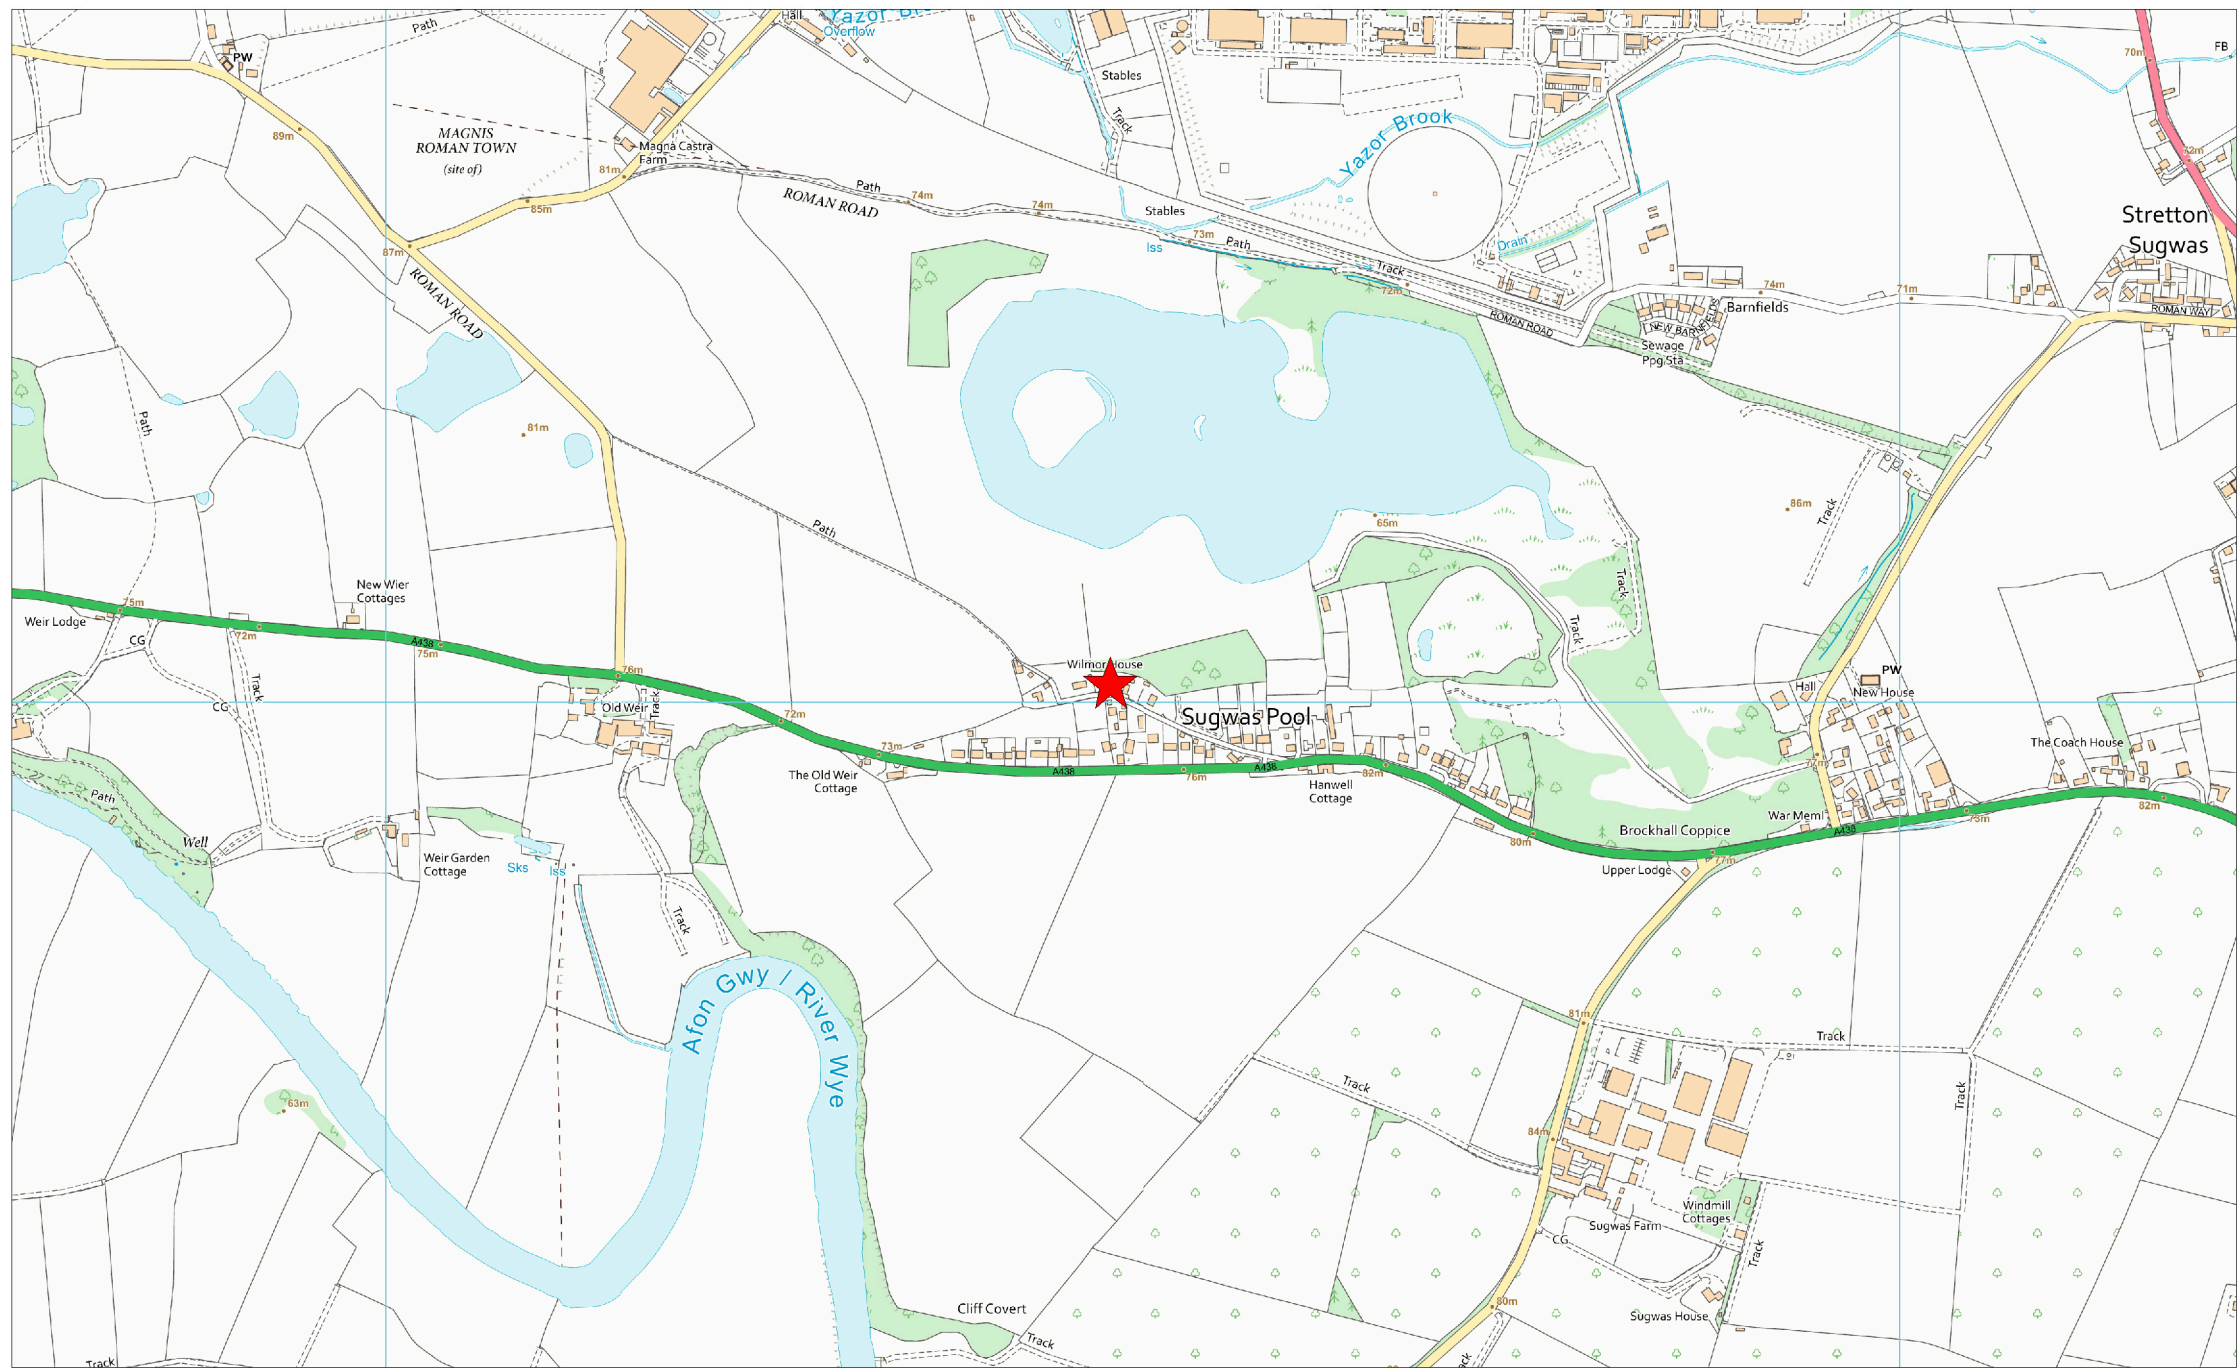 Hall
Yazor
Overflow
Path
PW
70m
FB
Stables
Track
89m
MAGNIS
ROMAN TOWN
(site of)
Magna Castra
Farm
81m
Yazor Brook
72m
Path
ROMAN ROAD
74m
85m
74m
Stables
Stretton
Sugwas
87m
Iss
73m
Path
Drain
Track
72m
ROMAN ROAD
74m
71m
Barnfields
ROMAN WAY
ROMAN ROAD
NEW BARNFIELDS
Sewage
Ppg Sta
Path
81m
Path
86m
Track
65m
New Wier
Cottages
75m
Weir Lodge
CG
72m
A438
75m
Track
Track
Track
76m
Wilmor House
PW
Hall
New House
Track
CG
Old Weir
Track
72m
Sugwas Pool
73m
The Old Weir
Cottage
A438
76m
A438
82m
Hanwell
Cottage
The Coach House
77m
Path
War Meml
82m
73m
A438
Brockhall Coppice
80m
77m
Upper Lodge
Well
Weir Garden
Cottage
Sks
Iss
Track
Afon Gwy / River Wye
81m
Track
63m
Track
Track
84m
Windmill
Cottages
Sugwas Farm
CG
Track
Cliff Covert
80m
Sugwas House
Track
Track